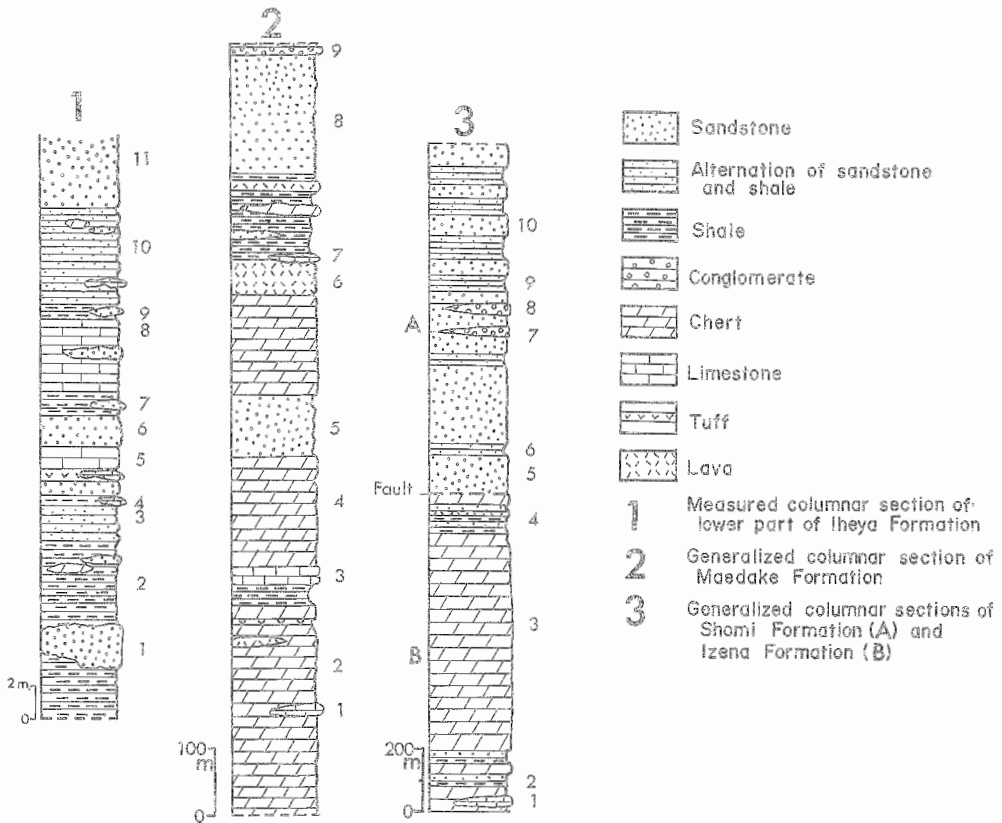 1
11
10
9
8
7
6
5
4
3
2
1
2 m
0
2
9
8
7
6
5
4
3
2
1
100
m
0
3
10
9
8
A
7
6
5
Fault
4
3
B
200
m
2
1
0
Sandstone
Alternation of sandstone
and shale
Shale
Conglomerate
Chert
Limestone
Tuff
Lava
1 Measured columnar section of
lower part of Iheya Formation
2 Generalized columnar section of
Maedake Formation
3 Generalized columnar sections of
Shomi Formation (A) and
Izena Formation (B)